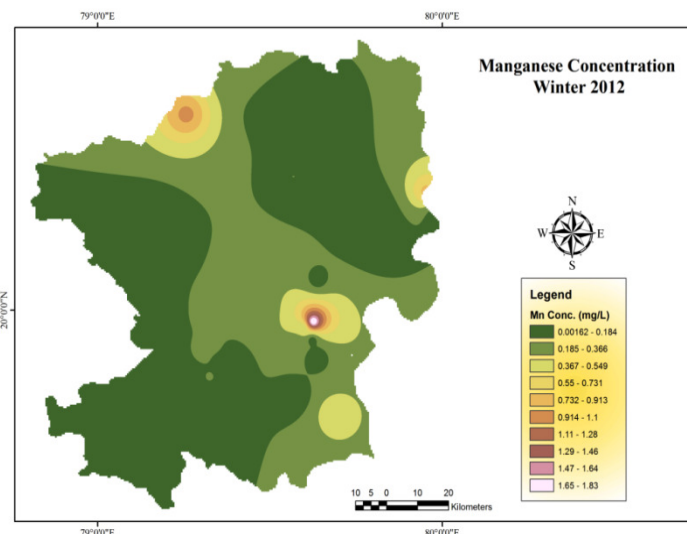 79°0'0"E 80°0'0"E
Manganese Concentration
Winter 2012
N
W E
S
20°0'0"N
Legend
Mn Conc. (mg/L)
0.00162 - 0.184
0.185 - 0.366
0.367 - 0.549
0.55 - 0.731
0.732 - 0.913
0.914 - 1.1
1.11 - 1.28
1.29 - 1.46
1.47 - 1.64
1.65 - 1.83
10 5 0 10 20
Kilometers
79°0'0"E 80°0'0"E